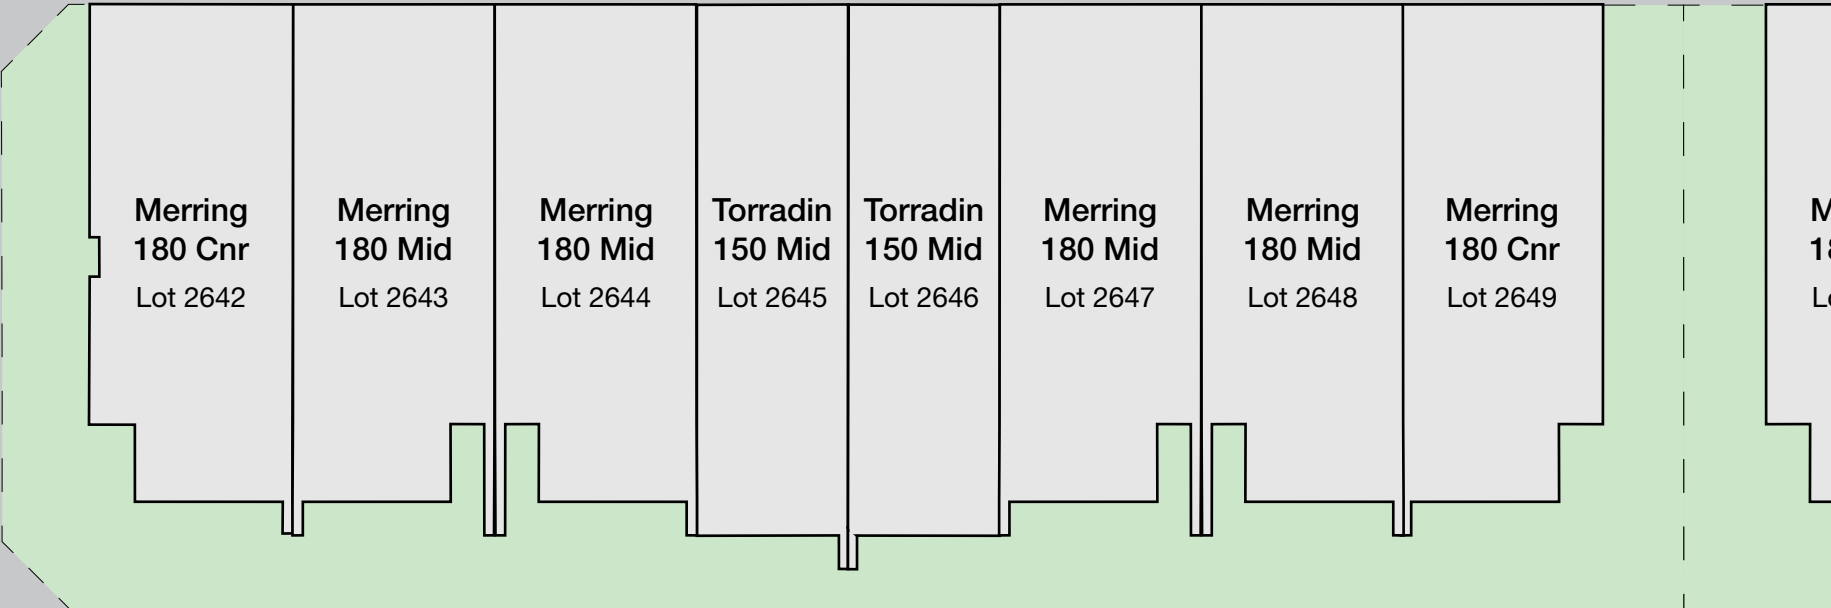 Merring
180 Cnr
Lot 2642
Merring
180 Mid
Lot 2643
Merring
180 Mid
Lot 2644
Torradin
150 Mid
Lot 2645
Torradin
150 Mid
Lot 2646
Merring
180 Mid
Lot 2647
Merring
180 Mid
Lot 2648
Merring
180 Cnr
Lot 2649